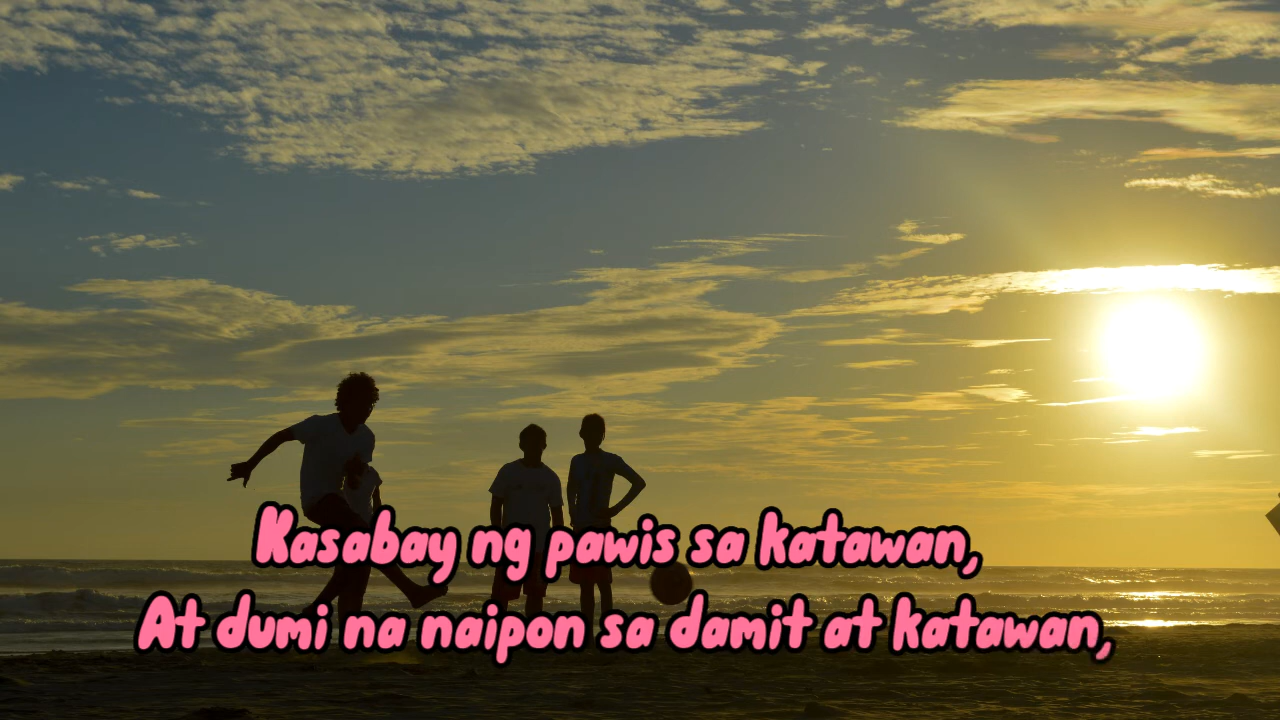 Kasabay ng pawis sa katawan,
At dumi na naipon sa damit at katawan,